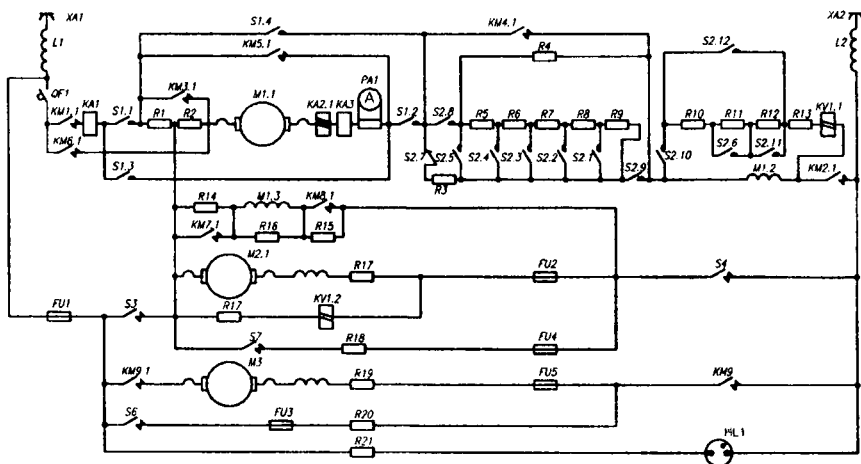 XA1
XA2
S1.4
KM4.1
L1
R4
L2
KM5.1
S2.12
QF1
KM3.1
M1.1
PA1
A
KM1.1
KA1
S1.1
R1
R2
KA2.1
KA3
S1.2
S2.8
R5
R6
R7
R8
R9
R10
R11
R12
R13
KV1.1
KM6.1
S1.3
S2.7
S2.5
S2.4
S2.3
S2.2
S2.1
S2.9
S2.10
S2.6
S2.11
R3
M1.2
KM2.1
R14
M1.3
KM8.1
KM7.1
R16
R15
M2.1
R17
FU2
S4
FU1
S3
R17
KV1.2
S7
R18
FU4
M3
KM9.1
R19
FU5
KM9
S6
FU3
R20
R21